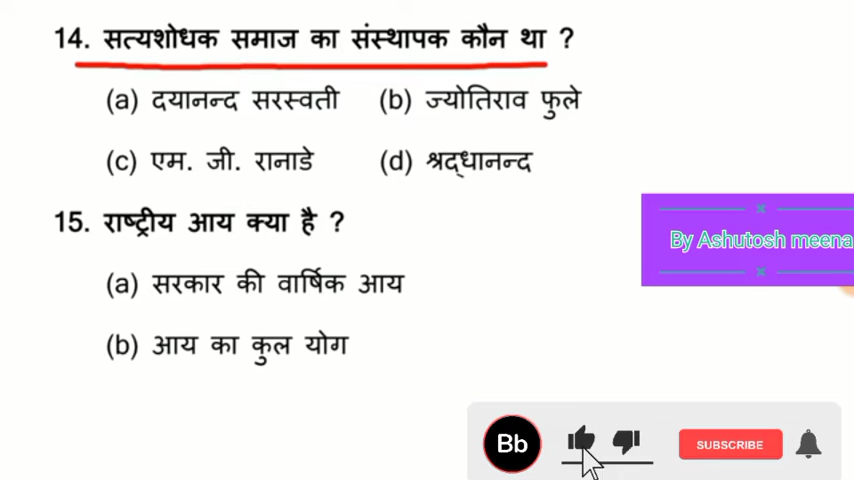 14. सत्यशोधक समाज का संस्थापक कौन था ?
(a) दयानन्द सरस्वती (b) ज्योतिराव फुले
(c) एम. जी. रानाडे (d) श्रद्धानन्द
15. राष्ट्रीय आय क्या है ?
By Ashutosh meena
(a) सरकार की वार्षिक आय
(b) आय का कुल योग
Bb SUBSCRIBE